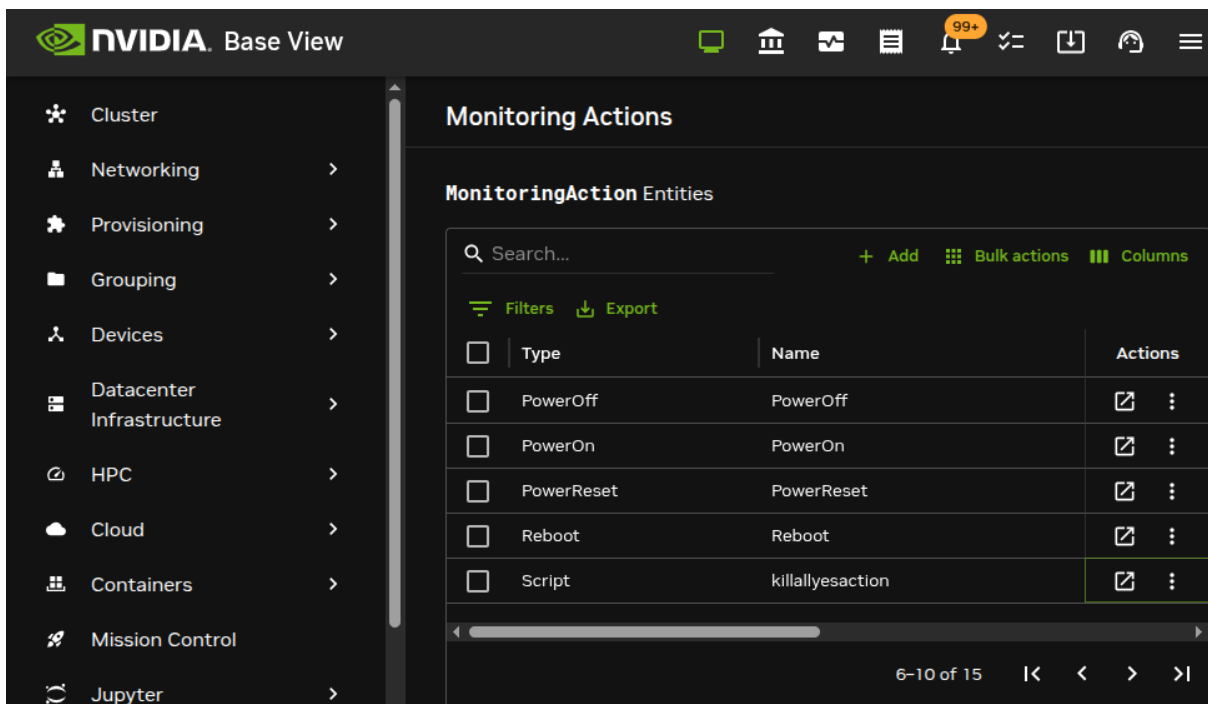 NVIDIA. Base View
99+
Cluster
Networking
Provisioning
Grouping
Devices
Datacenter
Infrastructure
HPC
Cloud
Containers
Mission Control
Jupyter
Monitoring Actions
MonitoringAction Entities
Search...
+ Add
Bulk actions
Columns
Filters
Export
Type Name Actions
PowerOff PowerOff
PowerOn PowerOn
PowerReset PowerReset
Reboot Reboot
Script killallyesaction
6–10 of 15